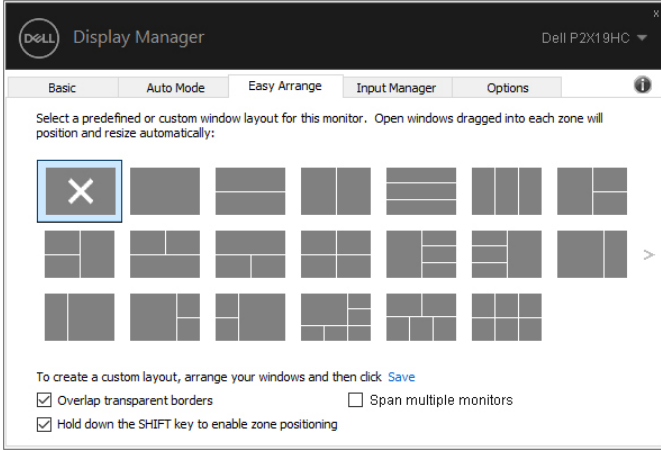 x
DELL Display Manager Dell P2X19HC
Basic Auto Mode Easy Arrange Input Manager Options i
Select a predefined or custom window layout for this monitor. Open windows dragged into each zone will
position and resize automatically:
>
To create a custom layout, arrange your windows and then click Save
Overlap transparent borders Span multiple monitors
Hold down the SHIFT key to enable zone positioning